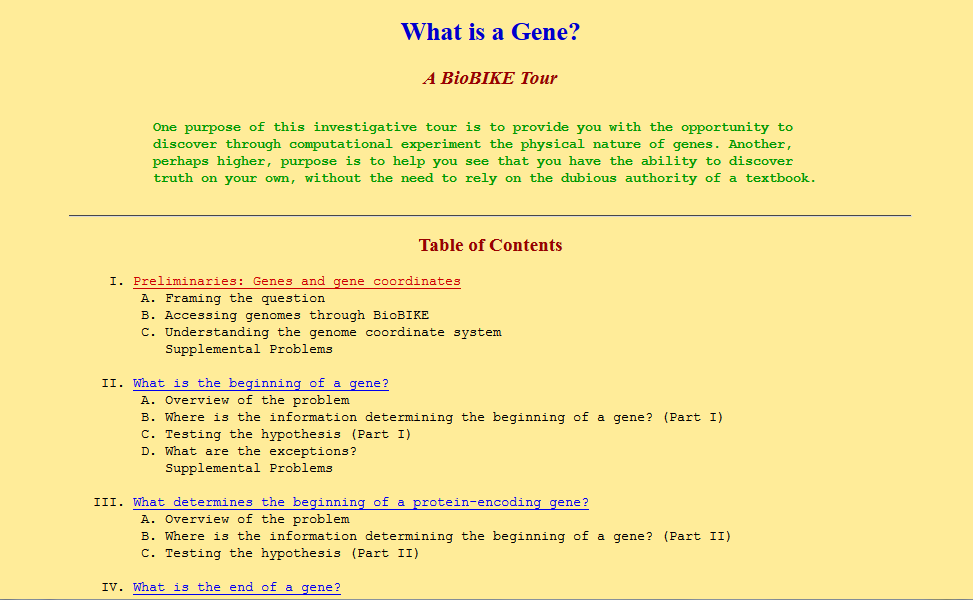 What is a Gene?
A BioBIKE Tour
One purpose of this investigative tour is to provide you with the opportunity to
discover through computational experiment the physical nature of genes. Another,
perhaps higher, purpose is to help you see that you have the ability to discover
truth on your own, without the need to rely on the dubious authority of a textbook.
Table of Contents
I. Preliminaries: Genes and gene coordinates
A. Framing the question
B. Accessing genomes through BioBIKE
C. Understanding the genome coordinate system
Supplemental Problems
II. What is the beginning of a gene?
A. Overview of the problem
B. Where is the information determining the beginning of a gene? (Part I)
C. Testing the hypothesis (Part I)
D. What are the exceptions?
Supplemental Problems
III. What determines the beginning of a protein-encoding gene?
A. Overview of the problem
B. Where is the information determining the beginning of a gene? (Part II)
C. Testing the hypothesis (Part II)
IV. What is the end of a gene?